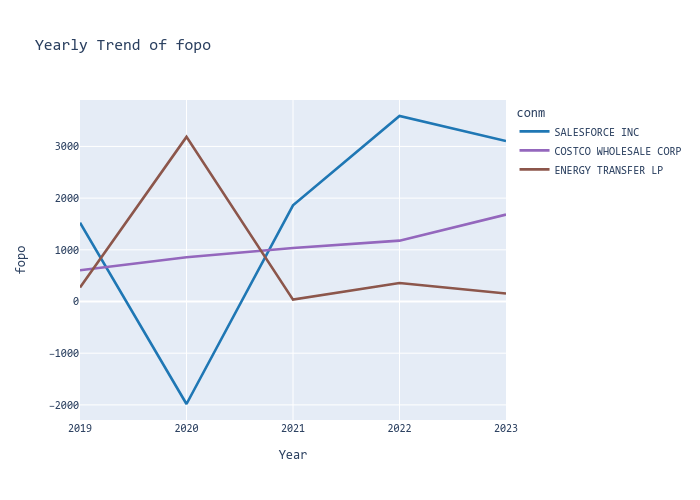 Yearly Trend of fopo
conm
SALESFORCE INC
COSTCO WHOLESALE CORP
ENERGY TRANSFER LP
fopo
3000
2000
1000
0
−1000
−2000
2019
2020
2021
2022
2023
Year